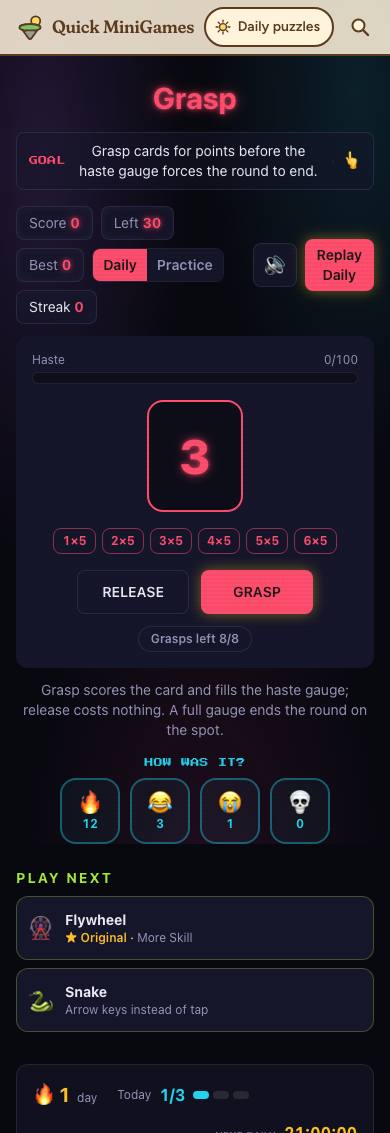 Quick MiniGames
Daily puzzles
Grasp
GOAL
Grasp cards for points before the
haste gauge forces the round to end.
Score 0
Left 30
Best 0
Daily
Practice
Streak 0
Replay
Daily
Haste
0/100
3
1×5
2×5
3×5
4×5
5×5
6×5
RELEASE
GRASP
Grasps left 8/8
Grasp scores the card and fills the haste gauge;
release costs nothing. A full gauge ends the round on
the spot.
HOW WAS IT?
12
3
1
0
PLAY NEXT
Flywheel
★ Original · More Skill
Snake
Arrow keys instead of tap
1 day
Today 1/3
21:00:00